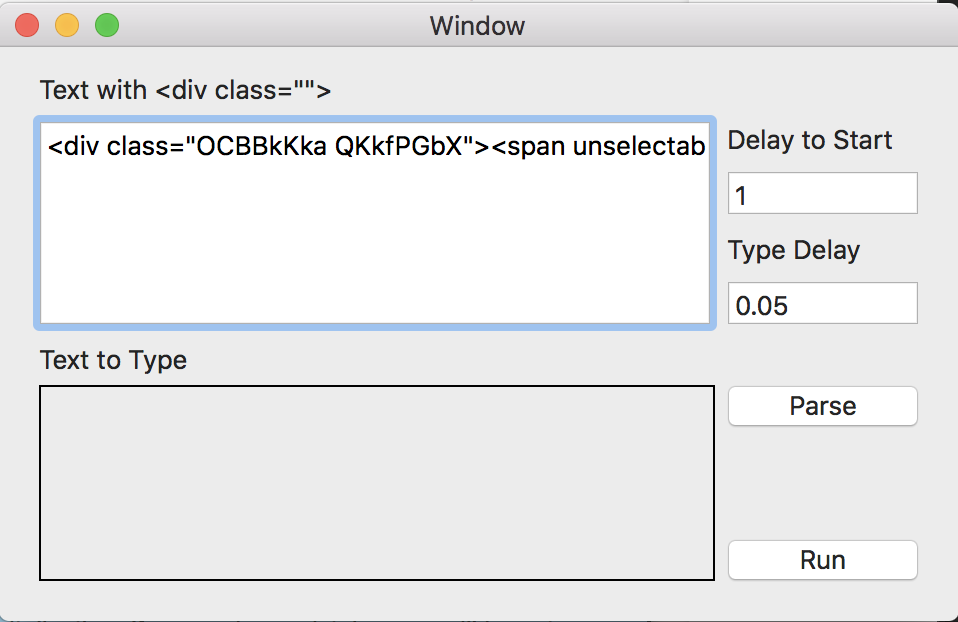 Window
Text with <div class="">
<div class="OCBBkKka QKkfPGbX"><span unselectab
Delay to Start
1
Type Delay
0.05
Text to Type
Parse
Run